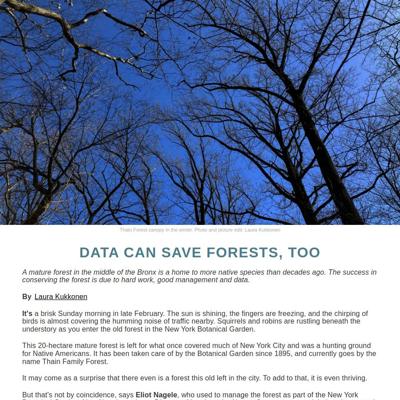 Thain Forest canopy in the winter. Photo and picture edit: Laura Kukkonen
DATA CAN SAVE FORESTS, TOO
A mature forest in the middle of the Bronx is a home to more native species than decades ago. The success in
conserving the forest is due to hard work, good management and data.
By Laura Kukkonen
It's a brisk Sunday morning in late February. The sun is shining, the fingers are freezing, and the chirping of
birds is almost covering the humming noise of traffic nearby. Squirrels and robins are rustling beneath the
understory as you enter the old forest in the New York Botanical Garden.
This 20-hectare mature forest is left for what once covered much of New York City and was a hunting ground
for Native Americans. It has been taken care of by the Botanical Garden since 1895, and currently goes by the
name Thain Family Forest.
It may come as a surprise that there even is a forest this old left in the city. To add to that, it is even thriving.
But that's not by coincidence, says Eliot Nagele, who used to manage the forest as part of the New York